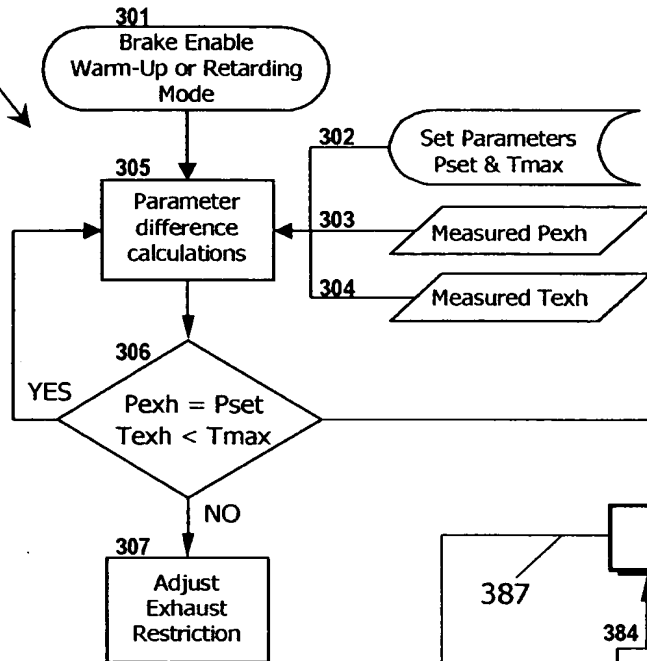 301
Brake Enable
Warm-Up or Retarding
Mode
302
Set Parameters
Pset & Tmax
305
Parameter
difference
calculations
303
Measured Pexh
304
Measured Texh
306
YES
Pexh = Pset
Texh < Tmax
NO
307
Adjust
Exhaust
Restriction
387
384